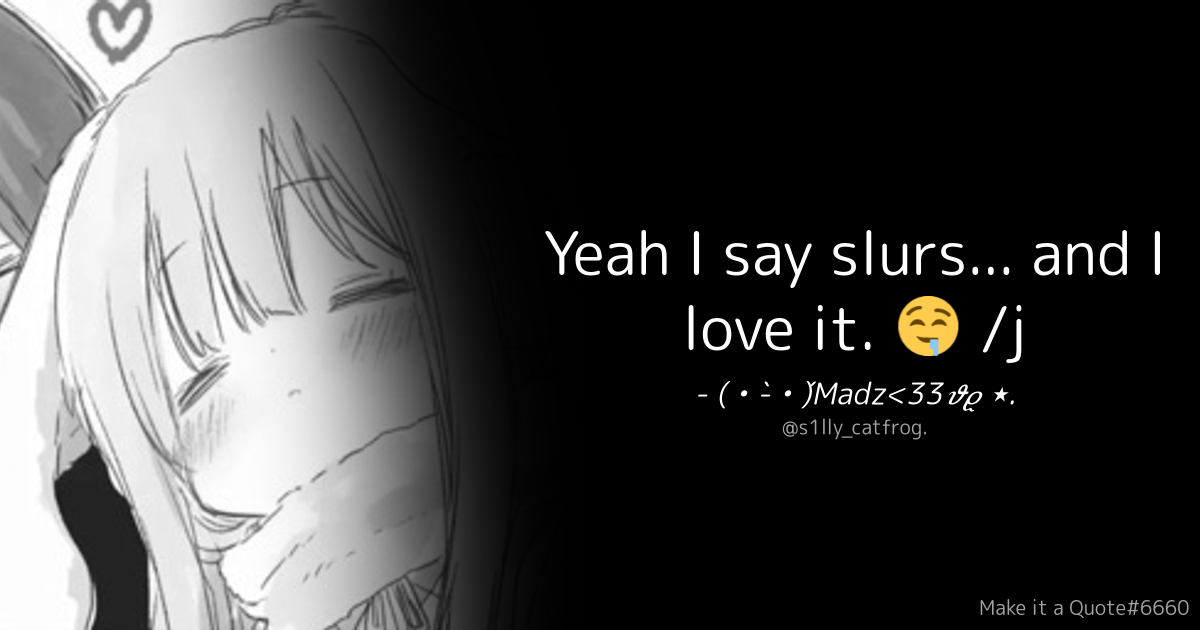 Yeah I say slurs... and I
love it. 🤤 /j
- ( • ̀ - • ́)Madz<33𝜗𝜚 ⋆.
@s1lly_catfrog.
Make it a Quote#6660